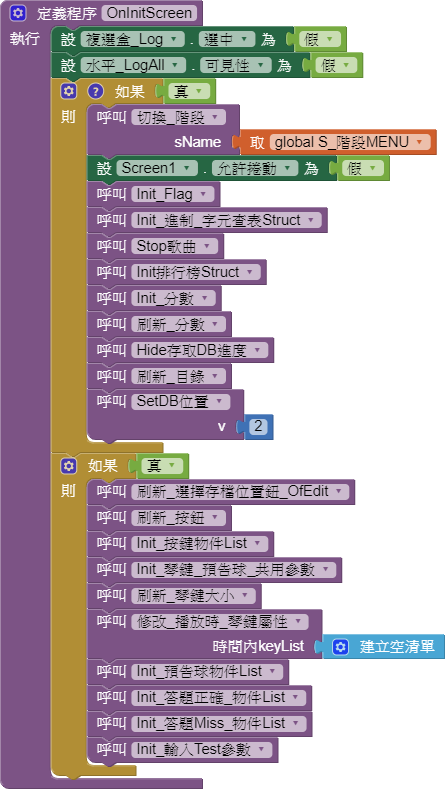 定義程序 OnInitScreen
執行 設 複選盒_Log . 選中 為 假
設 水平_LogAll . 可見性 為 假
? 如果 真
則 呼叫 切換_階段
sName 取 global S_階段MENU
設 Screen1 . 允許捲動 為 假
呼叫 Init_Flag
呼叫 Init_進制_字元查表Struct
呼叫 Stop歌曲
呼叫 Init排行榜Struct
呼叫 Init_分數
呼叫 刷新_分數
呼叫 Hide存取DB進度
呼叫 刷新_目錄
呼叫 SetDB位置
v 2
如果 真
則 呼叫 刷新_選擇存檔位置鈕_OfEdit
呼叫 刷新_按鈕
呼叫 Init_按鍵物件List
呼叫 Init_琴鍵_預告球_共用參數
呼叫 刷新_琴鍵大小
呼叫 修改_播放時_琴鍵屬性
時間內keyList 建立空清單
呼叫 Init_預告球物件List
呼叫 Init_答題正確_物件List
呼叫 Init_答題Miss_物件List
呼叫 Init_輸入Test參數